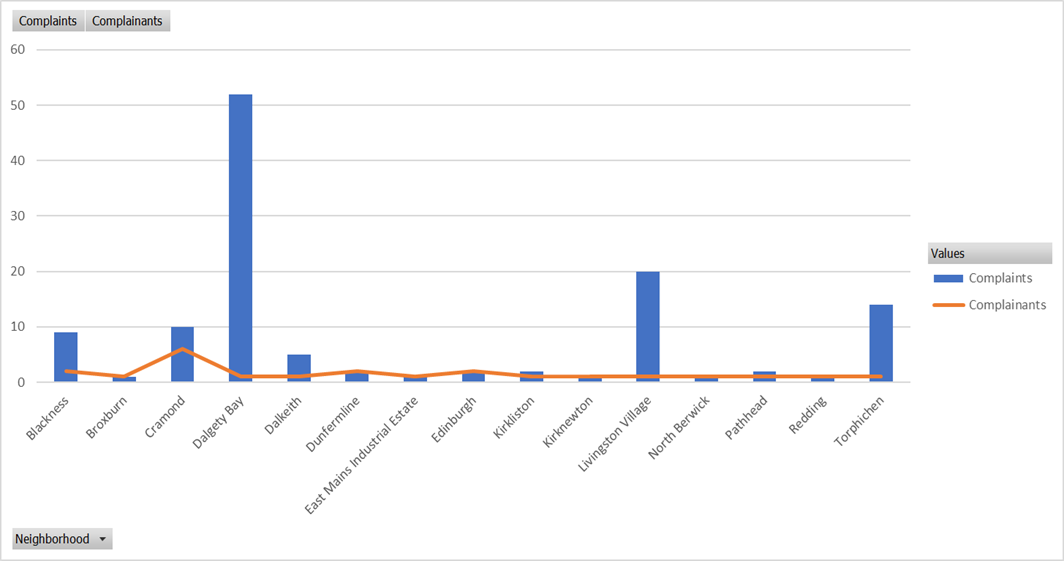 Complaints Complainants
60
50
40
30
20
10
0
Blackness
Broxburn
Cramond
Dalgety Bay
Dalkeith
Dunfermline
East Mains Industrial Estate
Edinburgh
Kirkliston
Kirknewton
Livingston Village
North Berwick
Pathhead
Redding
Torphichen
Values
Complaints
Complainants
Neighborhood